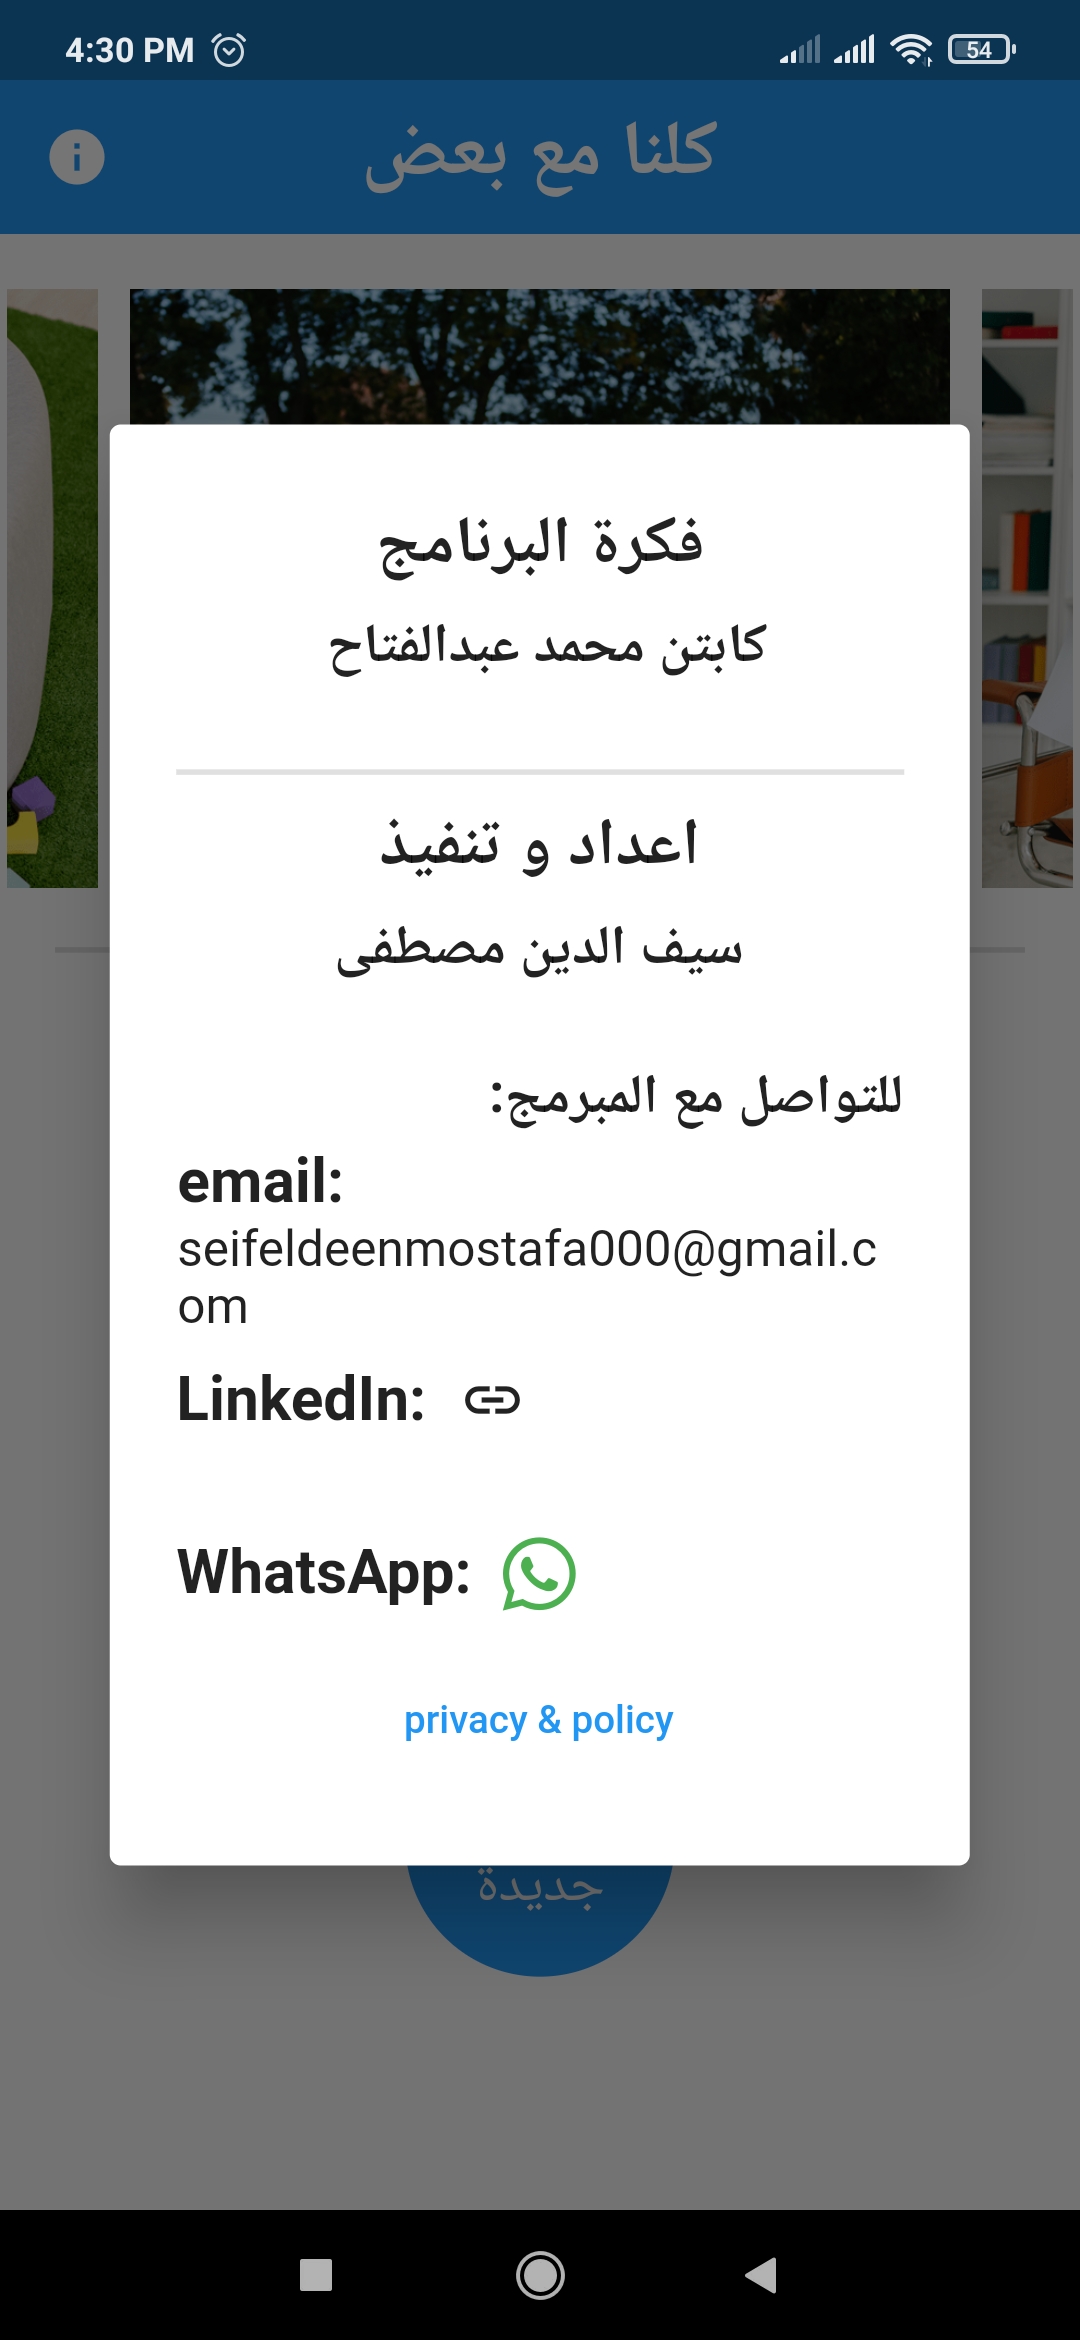 4:30 PM
54
كلنا مع بعض
فكرة البرنامج
كابتن محمد عبدالفتاح
اعداد و تنفيذ
سيف الدين مصطفى
للتواصل مع المبرمج:
email:
seifeldeenmostafa000@gmail.c
om
LinkedIn:
WhatsApp:
privacy & policy
جديدة